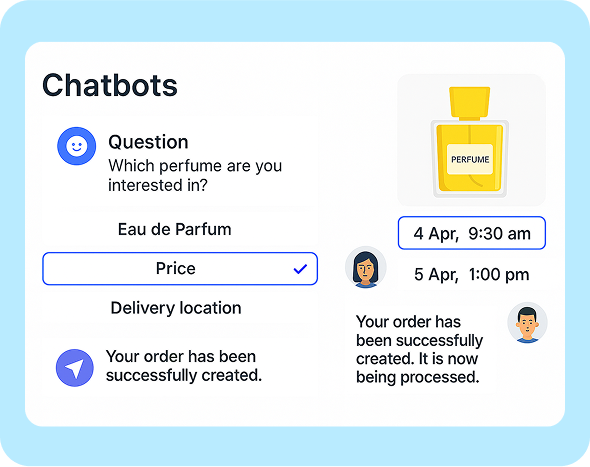 Chatbots
Question
Which perfume are you
interested in?
Eau de Parfum
Price
Delivery location
Your order has been
successfully created.
PERFUME
4 Apr, 9:30 am
5 Apr, 1:00 pm
Your order has
been successfully
created. It is now
being processed.